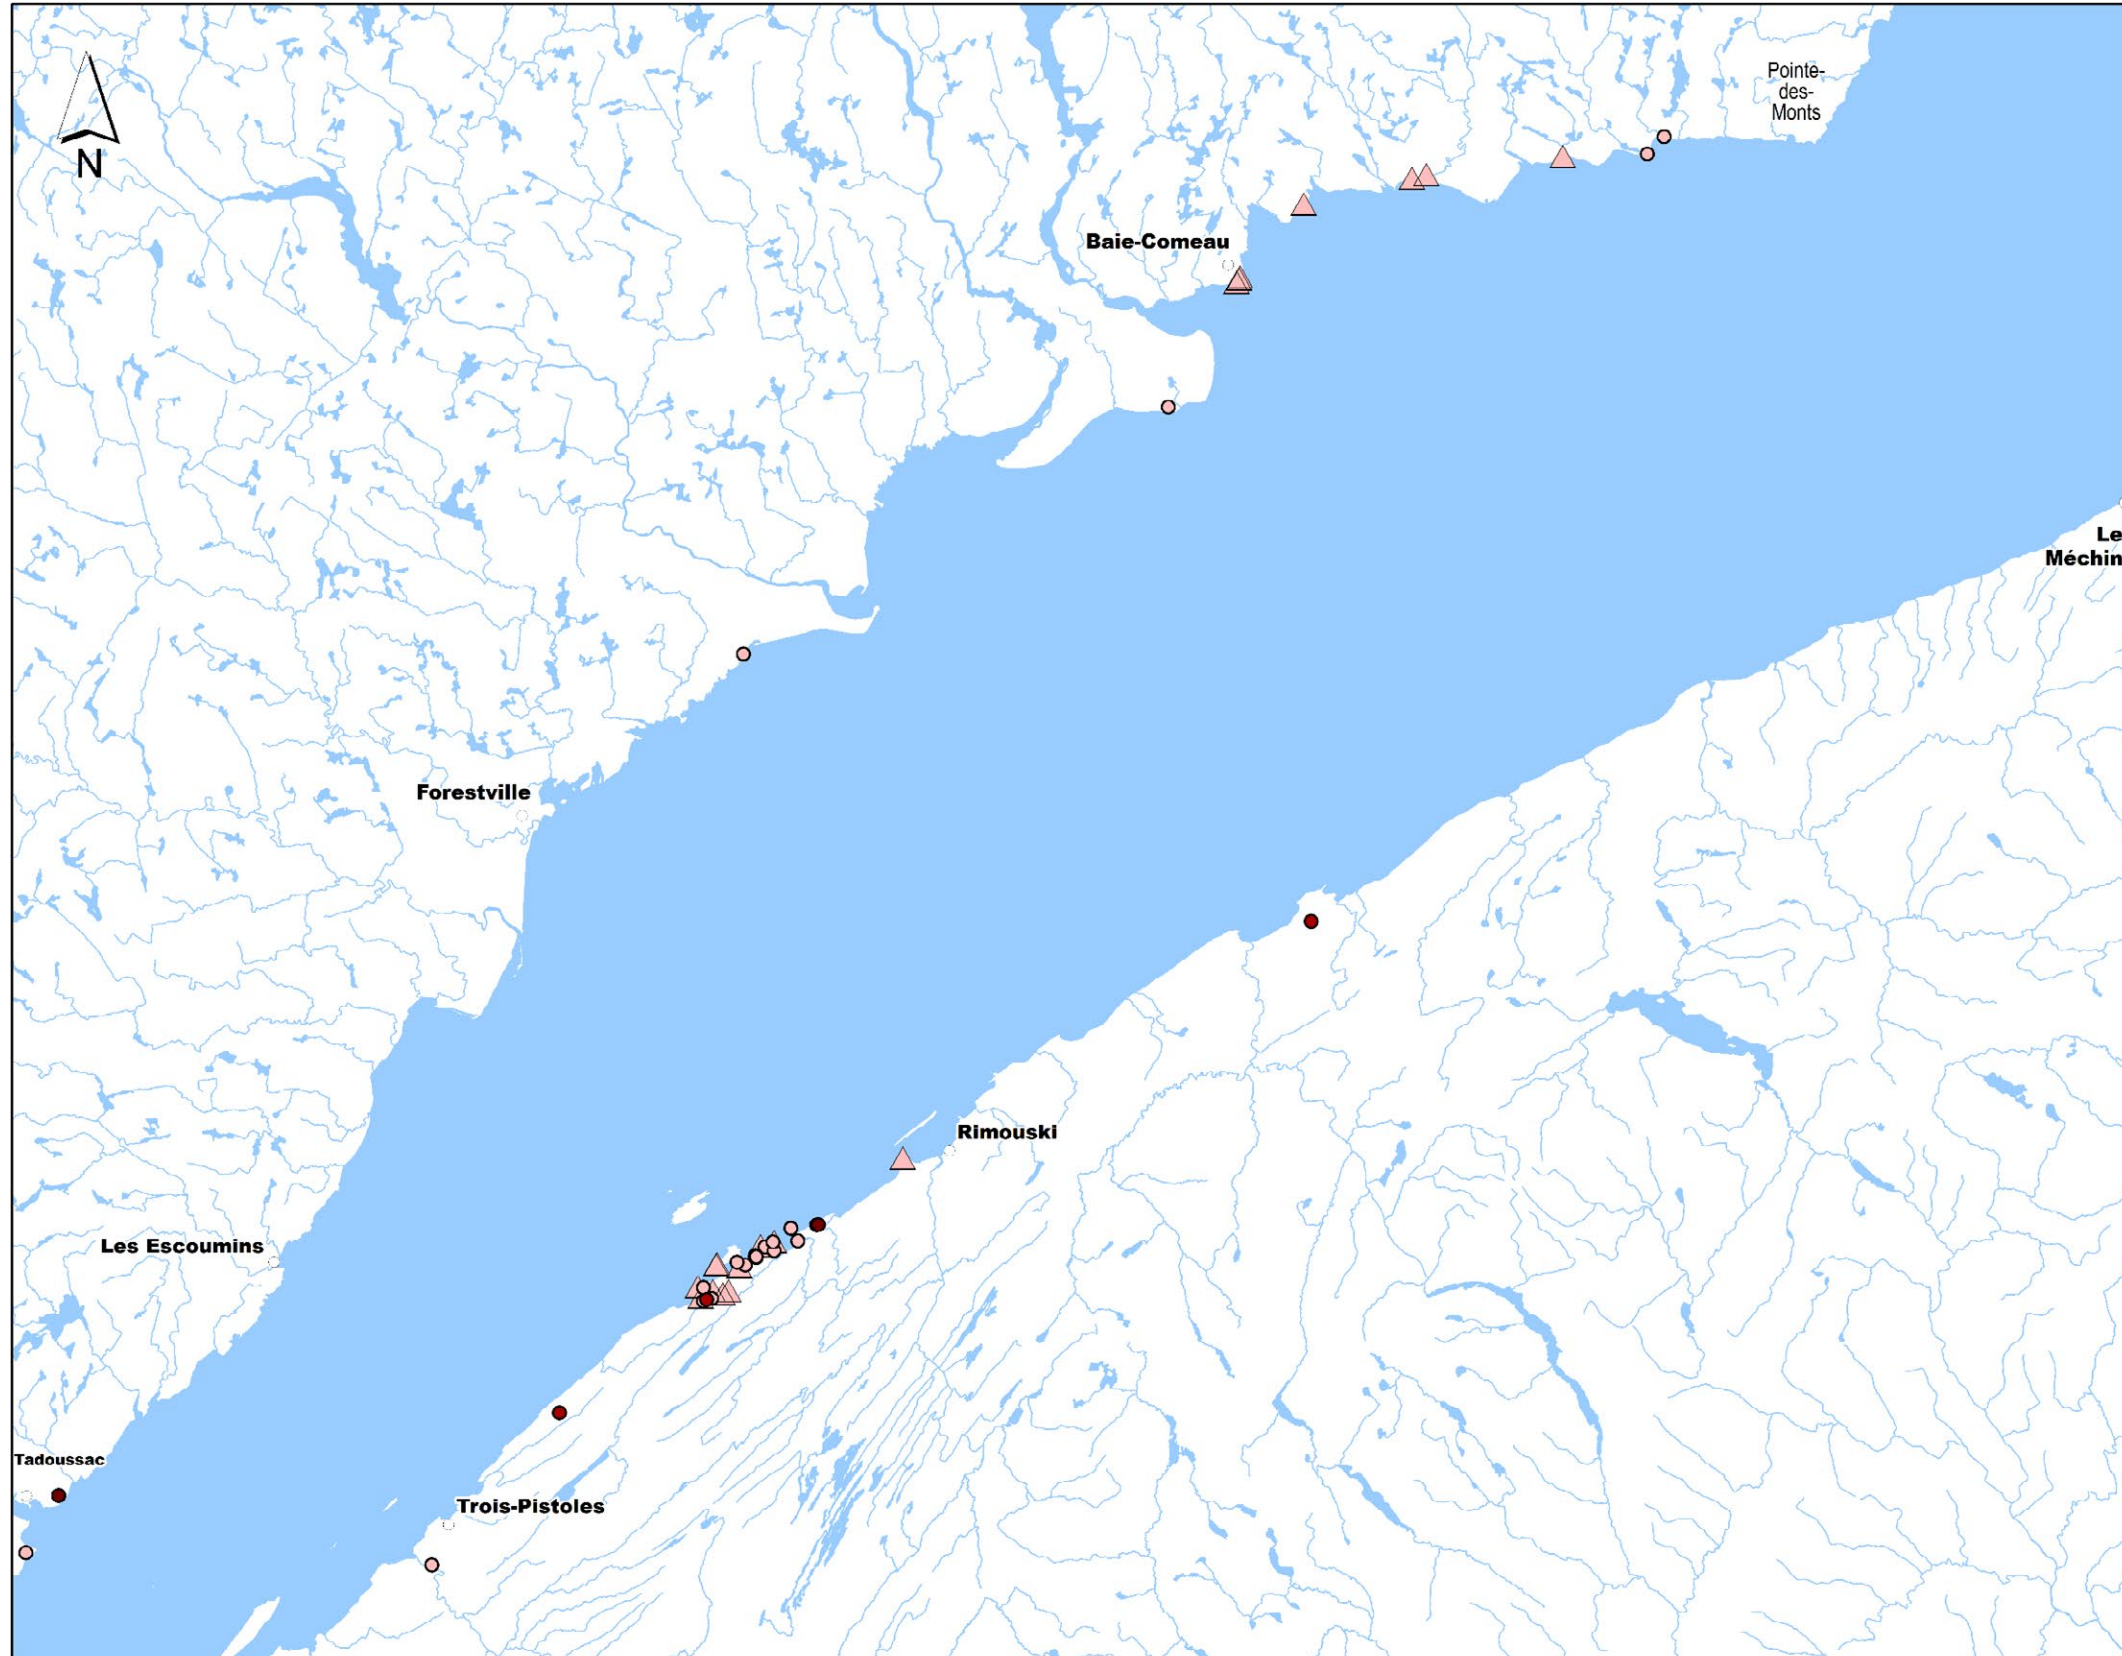 Pointe-
des-
Monts
N
Baie-Comeau
Le
Méchin
Forestville
Rimouski
Les Escoumins
Tadoussac
Trois-Pistoles